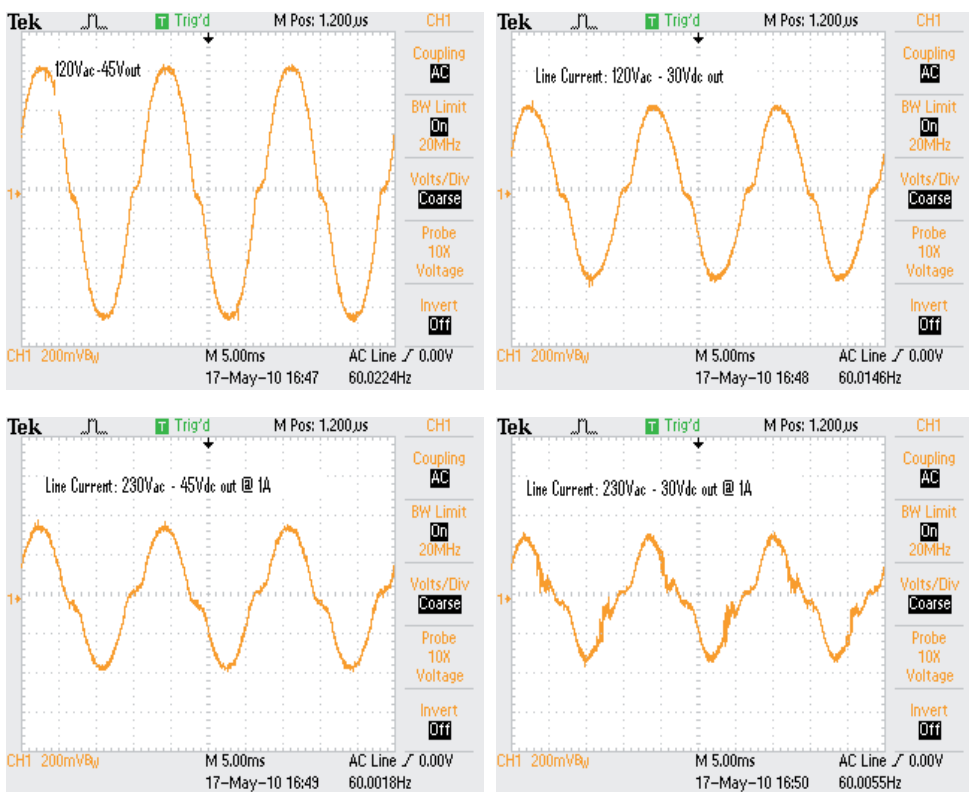 Tek Trig'd M Pos: 1.200µs CH1
120Vac-45Vout
Coupling
AC
BW Limit
On
20MHz
Volts/Div
Coarse
Probe
10X
Voltage
Invert
Off
1
CH1 200mVBW M 5.00ms AC Line 0.00V
17-May-10 16:47 60.0224Hz
Tek Trig'd M Pos: 1.200µs CH1
Line Current: 120Vac - 30Vdc out
Coupling
AC
BW Limit
On
20MHz
Volts/Div
Coarse
Probe
10X
Voltage
Invert
Off
1
CH1 200mVBW M 5.00ms AC Line 0.00V
17-May-10 16:48 60.0146Hz
Tek Trig'd M Pos: 1.200µs CH1
Line Current: 230Vac - 45Vdc out @ 1A
Coupling
AC
BW Limit
On
20MHz
Volts/Div
Coarse
Probe
10X
Voltage
Invert
Off
1
CH1 200mVBW M 5.00ms AC Line 0.00V
17-May-10 16:49 60.0018Hz
Tek Trig'd M Pos: 1.200µs CH1
Line Current: 230Vac - 30Vdc out @ 1A
Coupling
AC
BW Limit
On
20MHz
Volts/Div
Coarse
Probe
10X
Voltage
Invert
Off
1
CH1 200mVBW M 5.00ms AC Line 0.00V
17-May-10 16:50 60.0055Hz